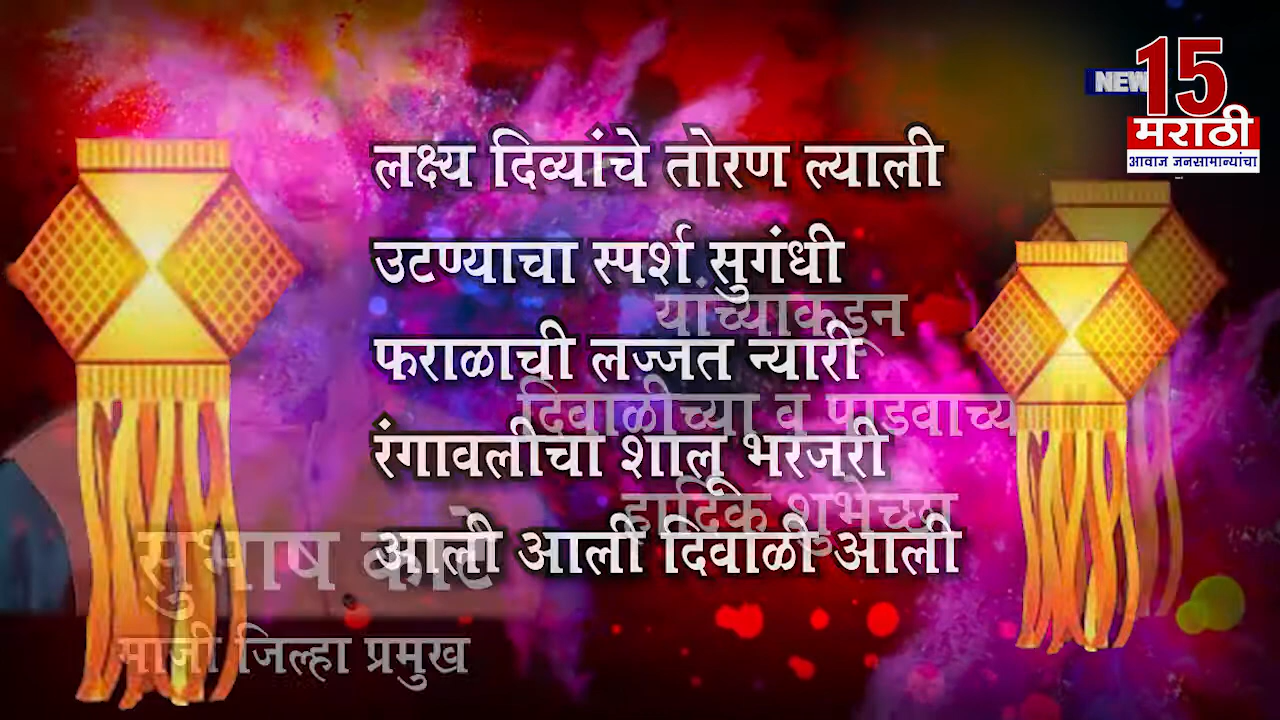 NEW
15
मराठी
आवाज जनसामान्यांचा
लक्ष्य दिव्यांचे तोरण ल्याली
उटण्याचा स्पर्श सुगंधी
यांच्याकडून
फराळाची लज्जत न्यारी
दिवाळीच्या व पाडवाच्य
रंगावलीचा शालू भरजरी
हार्दिक शुभेच्छा
आली आली दिवाळी आली
सुभाष काटे
माजी जिल्हा प्रमुख